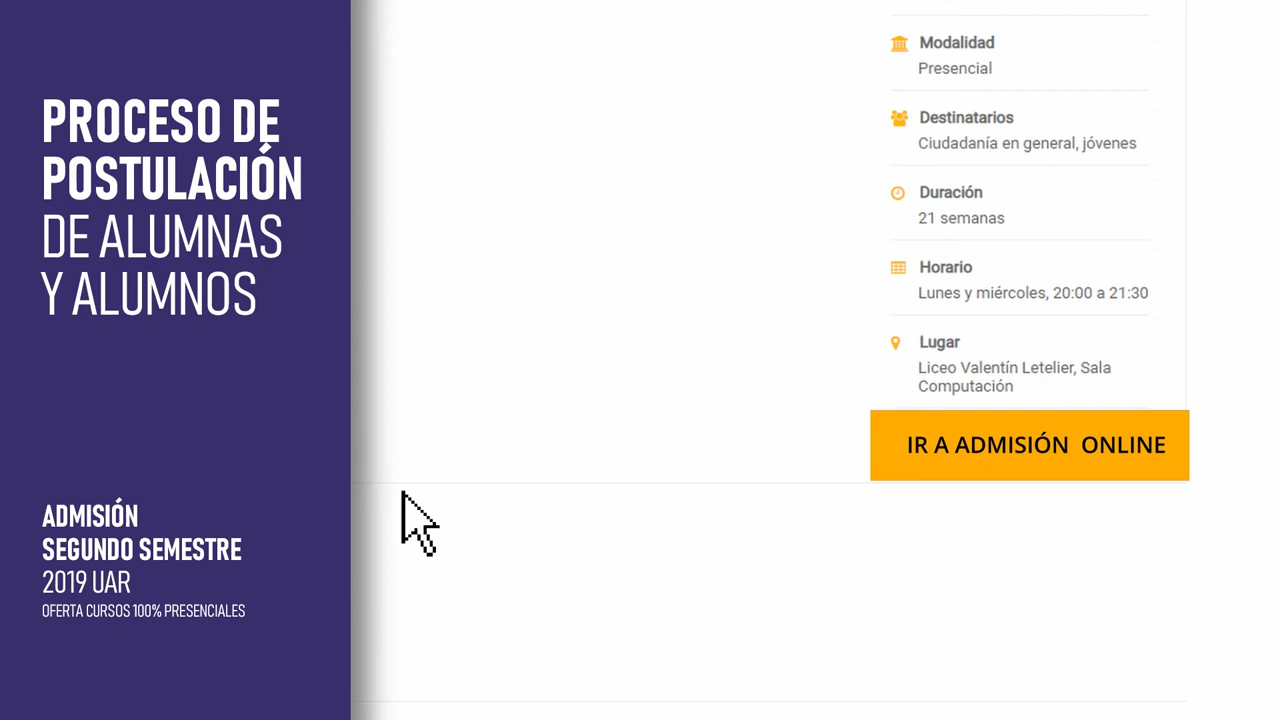 PROCESO DE
POSTULACIÓN
DE ALUMNAS
Y ALUMNOS
ADMISIÓN
SEGUNDO SEMESTRE
2019 UAR
OFERTA CURSOS 100% PRESENCIALES
Modalidad
Presencial
Destinatarios
Ciudadanía en general, jóvenes
Duración
21 semanas
Horario
Lunes y miércoles, 20:00 a 21:30
Lugar
Liceo Valentín Letelier, Sala
Computación
IR A ADMISIÓN ONLINE